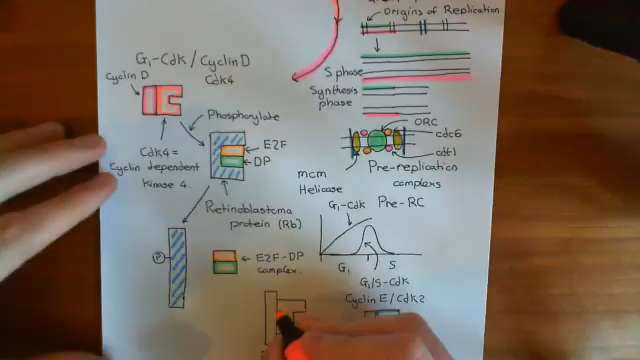 Origins of Replication
G₁-Cdk / Cyclin D
Cdk4
Cyclin D
Phosphorylate
Cdk4 =
Cyclin dependent
kinase 4.
E2F
DP
Retinoblastoma
protein (Rb)
P
E2F-DP
complex.
S phase
Synthesis
phase
ORC
cdc6
cdt1
mcm
Helicase
Pre-replication
complexes
Pre-RC
G₁-Cdk
G₁
S
G₁/S-Cdk
Cyclin E/Cdk2